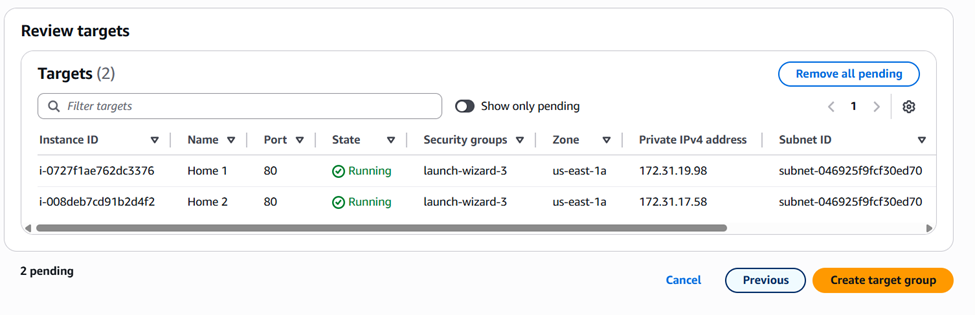 Review targets
Targets (2)
Remove all pending
Filter targets
Show only pending
1
Instance ID Name Port State Security groups Zone Private IPv4 address Subnet ID
i-0727f1ae762dc3376 Home 1 80 Running launch-wizard-3 us-east-1a 172.31.19.98 subnet-046925f9fcf30ed70
i-008deb7cd91b2d4f2 Home 2 80 Running launch-wizard-3 us-east-1a 172.31.17.58 subnet-046925f9fcf30ed70
2 pending
Cancel Previous Create target group